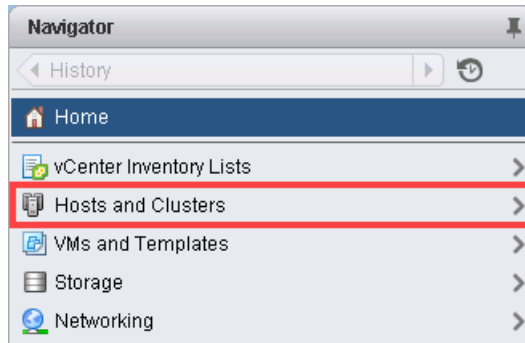 Navigator
History
Home
vCenter Inventory Lists
Hosts and Clusters
VMs and Templates
Storage
Networking